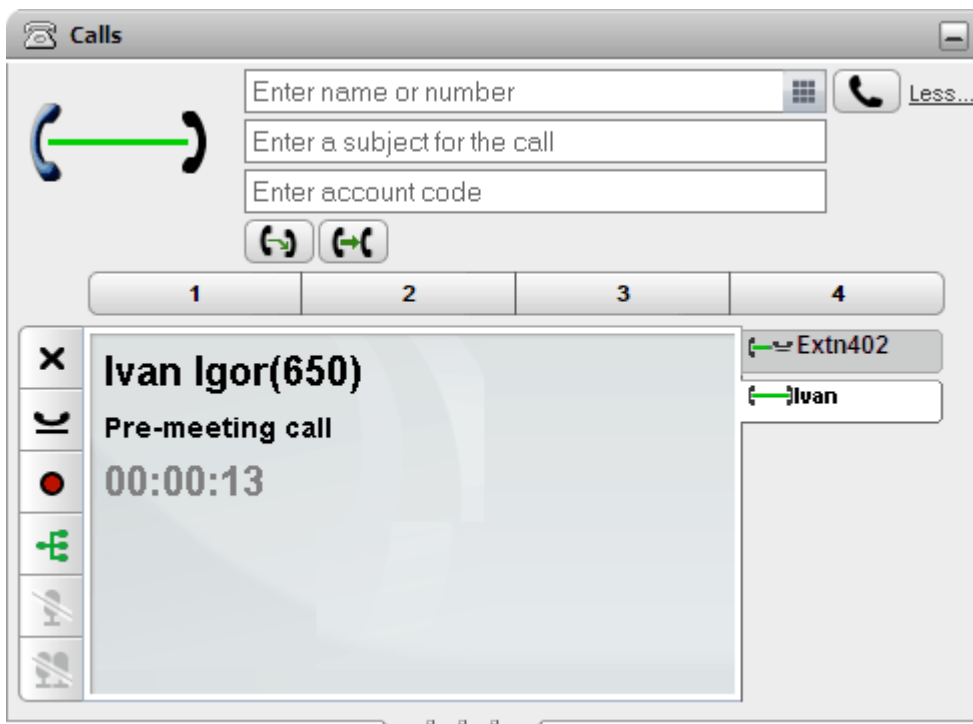 Calls
Enter name or number
Less...
Enter a subject for the call
Enter account code
1 2 3 4
Ivan Igor(650)
Pre-meeting call
00:00:13
Extn402
Ivan